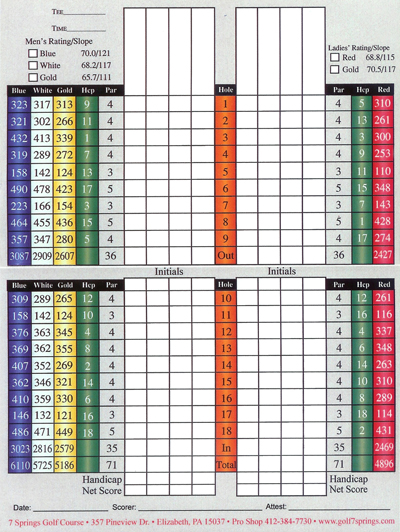 Tee
Time
Men's Rating/Slope
Blue 70.0/121
White 68.2/117
Gold 65.7/111
Ladies' Rating/Slope
Red 68.8/115
Gold 70.5/117
Blue White Gold Hcp Par Hole Par Hcp Red
323 317 313 9 4 1 4 5 310
321 302 266 11 4 2 4 13 261
432 413 339 1 4 3 4 3 300
319 289 272 7 4 4 4 9 253
158 142 124 13 3 5 3 11 110
490 478 423 17 5 6 5 15 348
223 166 154 3 3 7 3 7 143
464 455 436 15 5 8 5 1 428
357 347 280 5 4 9 4 17 274
3087 2909 2607 36 Out 36 2427
Initials Initials
Blue White Gold Hcp Par Par Hcp Red
309 289 265 12 4 10 4 12 261
158 142 124 10 3 11 3 16 116
376 363 345 4 4 12 4 4 337
369 362 355 8 4 13 4 6 348
407 352 269 2 4 14 4 14 263
362 346 321 14 4 15 4 10 310
410 359 330 6 4 16 4 8 289
146 132 121 16 3 17 3 18 114
486 471 449 18 5 18 5 2 431
3023 2816 2579 35 In 35 2469
6110 5725 5186 71 Total 71 4896
Handicap Handicap
Net Score Net Score
Date: Scorer: Attest:
7 Springs Golf Course • 357 Pineview Dr. • Elizabeth, PA 15037 • Pro Shop 412-384-7730 • www.golf7springs.com